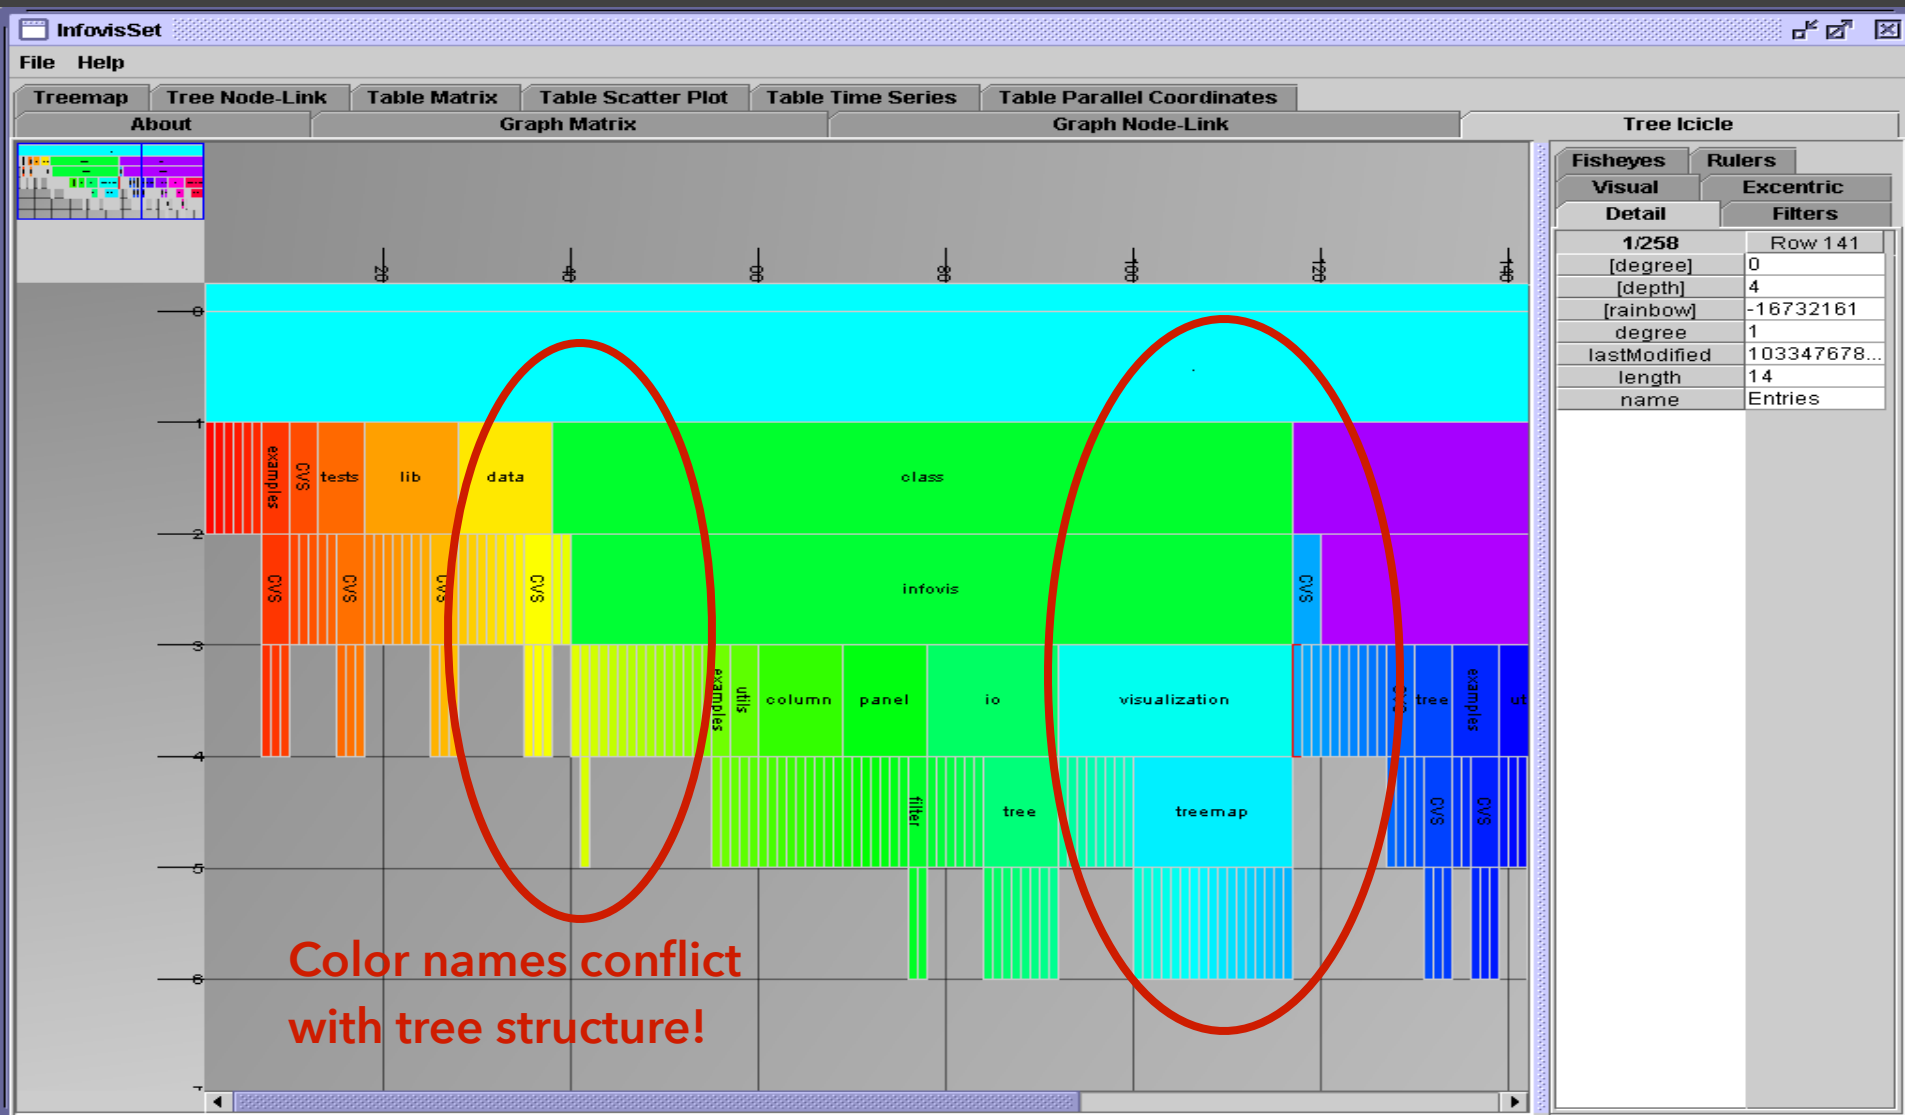 InfovisSet
File Help
Treemap Tree Node-Link Table Matrix Table Scatter Plot Table Time Series Table Parallel Coordinates
About Graph Matrix Graph Node-Link Tree Icicle
Fisheyes Rulers
Visual Excentric
Detail Filters
1/258 Row 141
[degree] 0
[depth] 4
[rainbow] -16732161
degree 1
lastModified 103347678...
length 14
name Entries
20 40 60 80 100 120 140
0
1
examples CVS tests lib data class
2
CVS CVS CVS CVS infovis CVS
3
examples utils column panel io visualization CVS tree examples ut
4
filter tree treemap CVS CVS
5
6
Color names conflict
with tree structure!